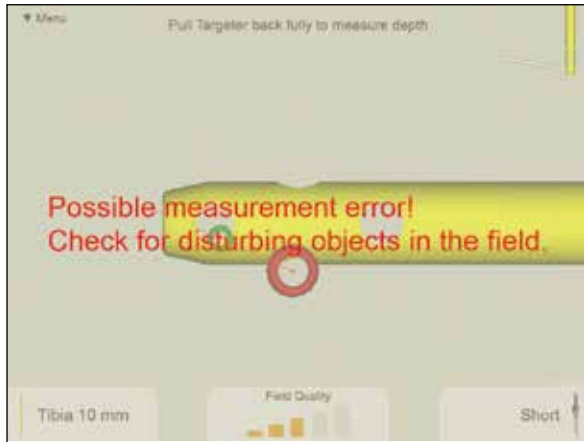 ▼ Menu
Pull Targeter back fully to measure depth
Possible measurement error!
Check for disturbing objects in the field.
Field Quality
Tibia 10 mm
Short